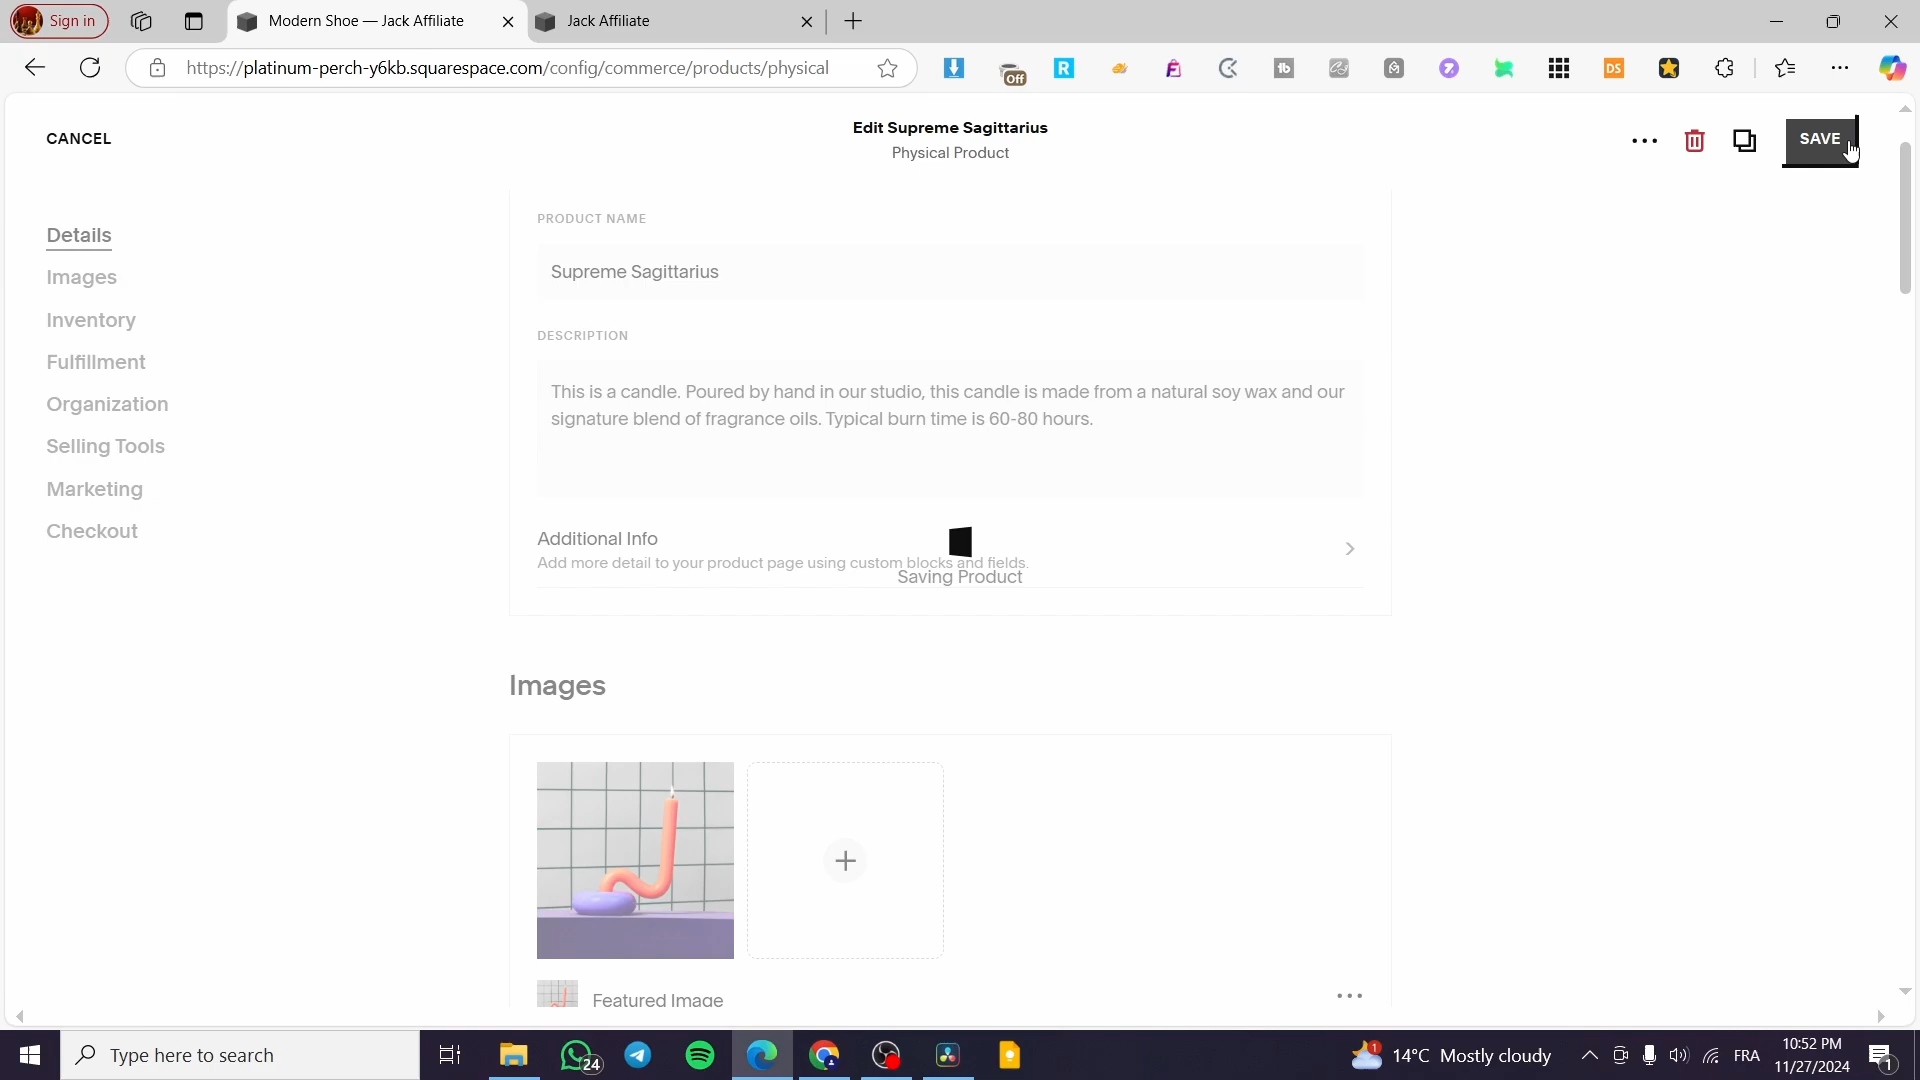 Sign in
Modern Shoe — Jack Affiliate
Jack Affiliate
https://platinum-perch-y6kb.squarespace.com/config/commerce/products/physical
Off
R
tb
DS
CANCEL
Edit Supreme Sagittarius
Physical Product
SAVE
Details
Images
Inventory
Fulfillment
Organization
Selling Tools
Marketing
Checkout
PRODUCT NAME
Supreme Sagittarius
DESCRIPTION
This is a candle. Poured by hand in our studio, this candle is made from a natural soy wax and our
signature blend of fragrance oils. Typical burn time is 60-80 hours.
Additional Info
Add more detail to your product page using custom blocks and fields.
Saving Product
Images
Featured Image
Type here to search
24
1
14°C Mostly cloudy
FRA
10:52 PM
11/27/2024
1